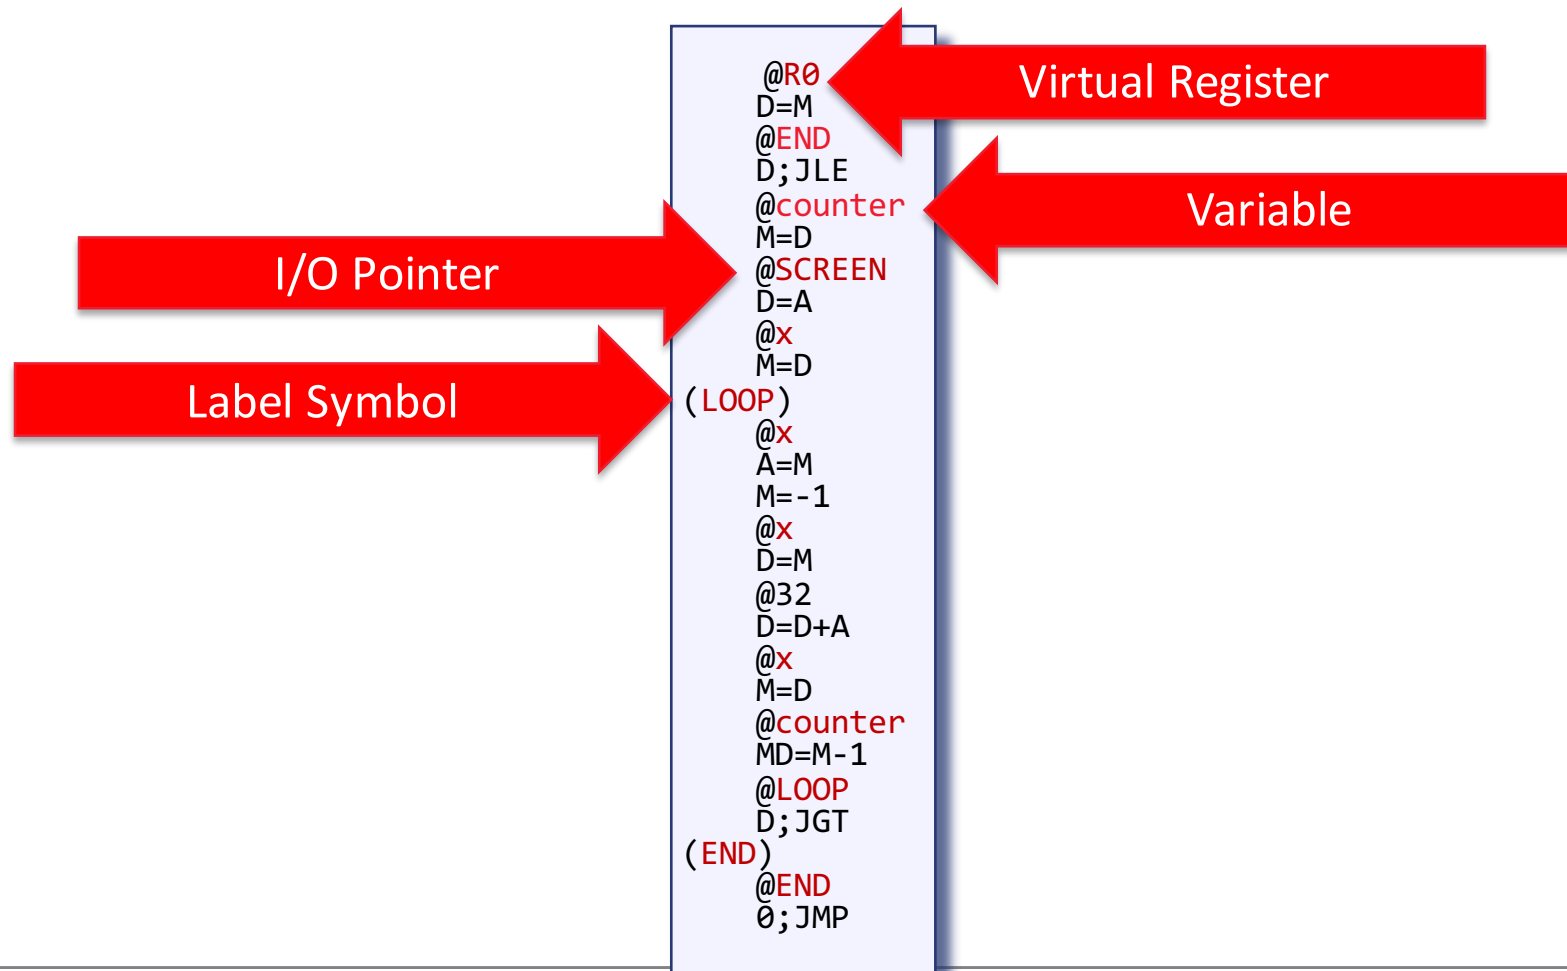 @R0
Virtual Register
D=M
@END
D;JLE
@counter
Variable
M=D
I/O Pointer
@SCREEN
D=A
@x
M=D
Label Symbol
(LOOP)
@x
A=M
M=-1
@x
D=M
@32
D=D+A
@x
M=D
@counter
MD=M-1
@LOOP
D;JGT
(END)
@END
0;JMP